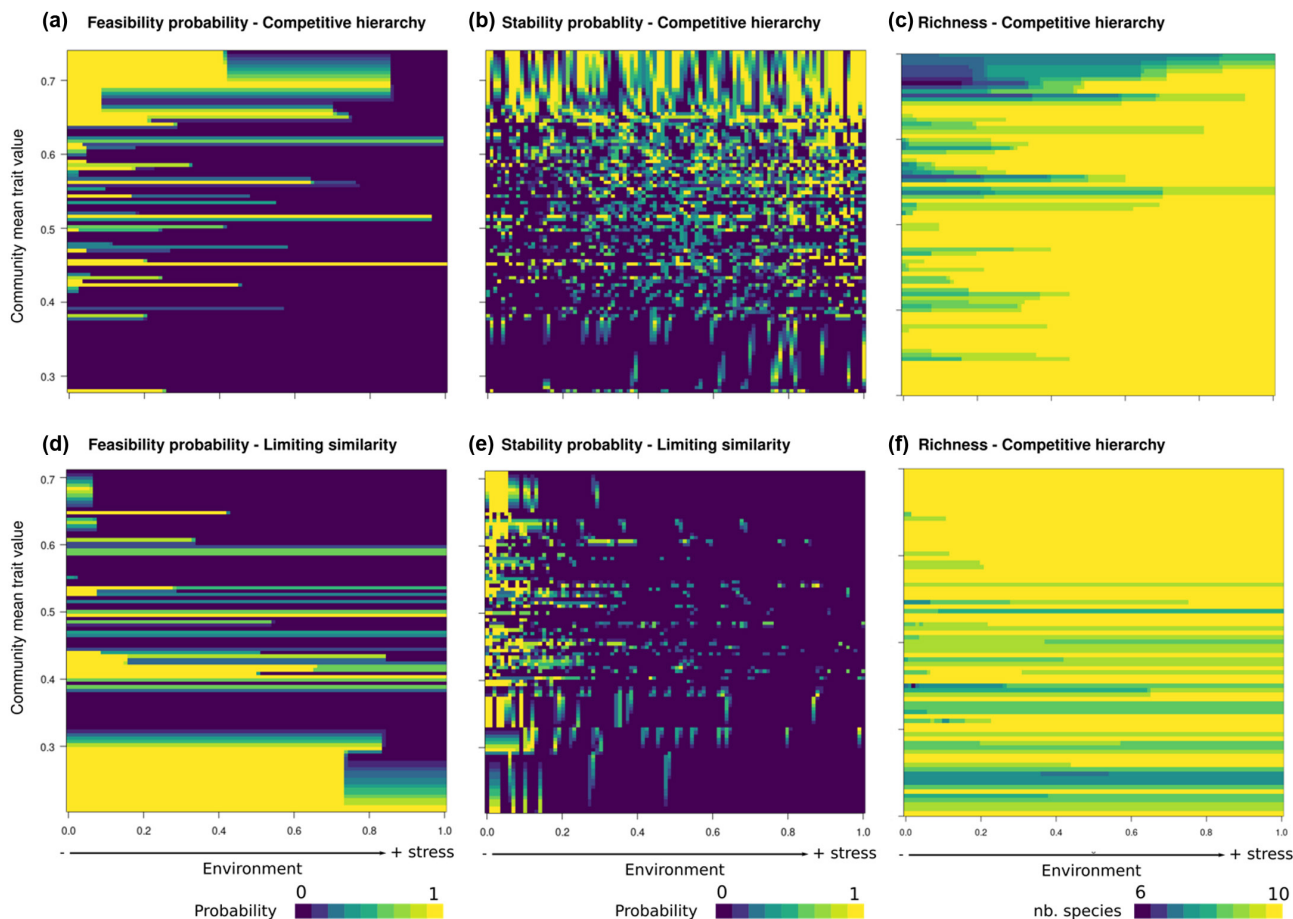 (a) Feasibility probability - Competitive hierarchy
(b) Stability probablity - Competitive hierarchy
(c) Richness - Competitive hierarchy
Community mean trait value
0.7
0.6
0.5
0.4
0.3
(d) Feasibility probability - Limiting similarity
(e) Stability probablity - Limiting similarity
(f) Richness - Competitive hierarchy
Community mean trait value
0.7
0.6
0.5
0.4
0.3
0.0 0.2 0.4 0.6 0.8 1.0
0.0 0.2 0.4 0.6 0.8 1.0
0.0 0.2 0.4 0.6 0.8 1.0
- + stress
- + stress
- + stress
Environment
Environment
Environment
0 1
0 1
6 10
Probability
Probability
nb. species